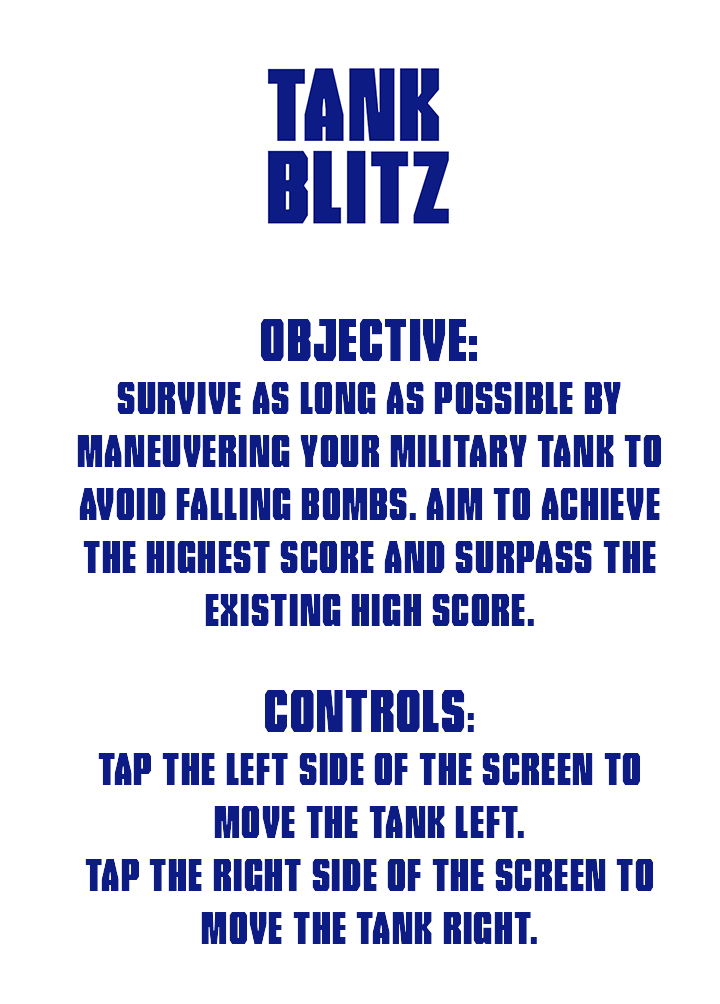 TANK
BLITZ
OBJECTIVE:
SURVIVE AS LONG AS POSSIBLE BY
MANEUVERING YOUR MILITARY TANK TO
AVOID FALLING BOMBS. AIM TO ACHIEVE
THE HIGHEST SCORE AND SURPASS THE
EXISTING HIGH SCORE.
CONTROLS:
TAP THE LEFT SIDE OF THE SCREEN TO
MOVE THE TANK LEFT.
TAP THE RIGHT SIDE OF THE SCREEN TO
MOVE THE TANK RIGHT.